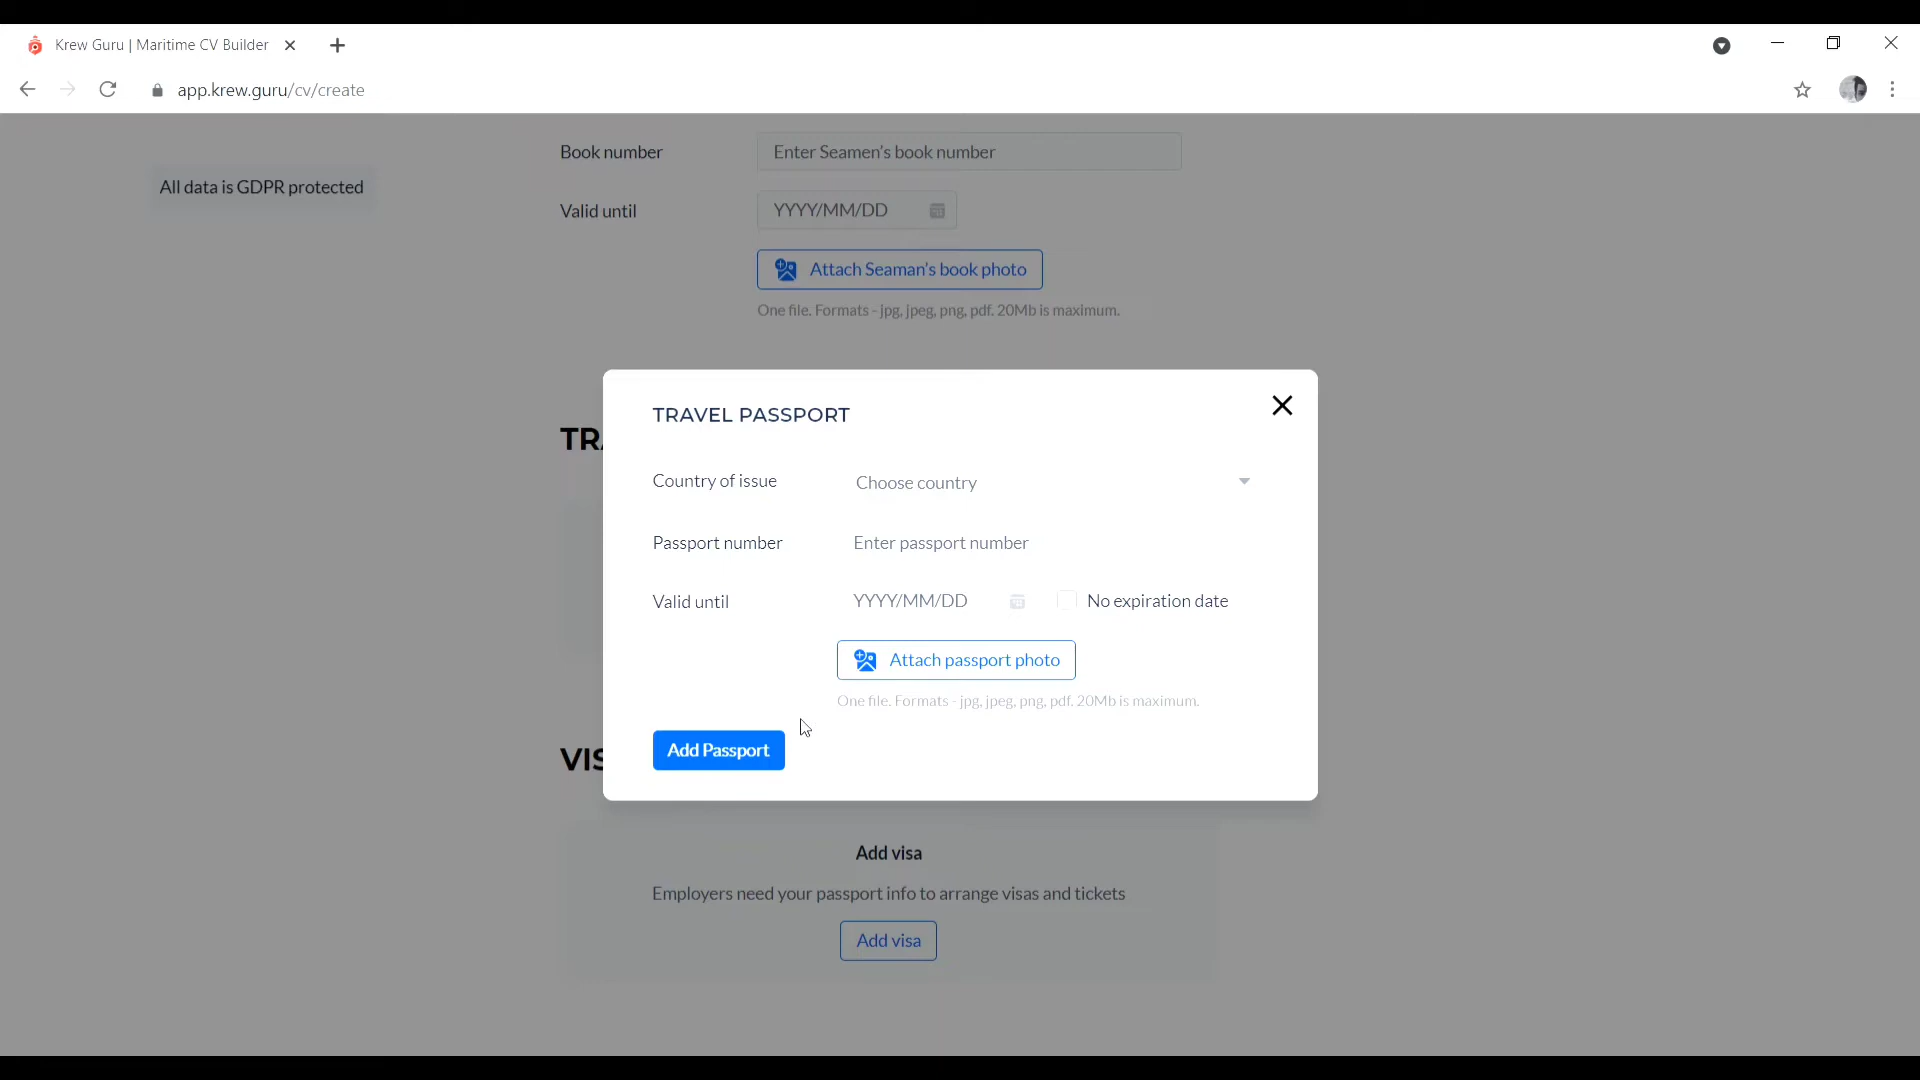 Krew Guru | Maritime CV Builder
app.krew.guru/cv/create
Book number
Enter Seamen's book number
All data is GDPR protected
Valid until
YYYY/MM/DD
Attach Seaman's book photo
One file. Formats - jpg, jpeg, png, pdf. 20Mb is maximum.
TRAVEL PASSPORT
Country of issue
Choose country
Passport number
Enter passport number
Valid until
YYYY/MM/DD
No expiration date
Attach passport photo
One file. Formats - jpg, jpeg, png, pdf. 20Mb is maximum.
Add Passport
Add visa
Employers need your passport info to arrange visas and tickets
Add visa